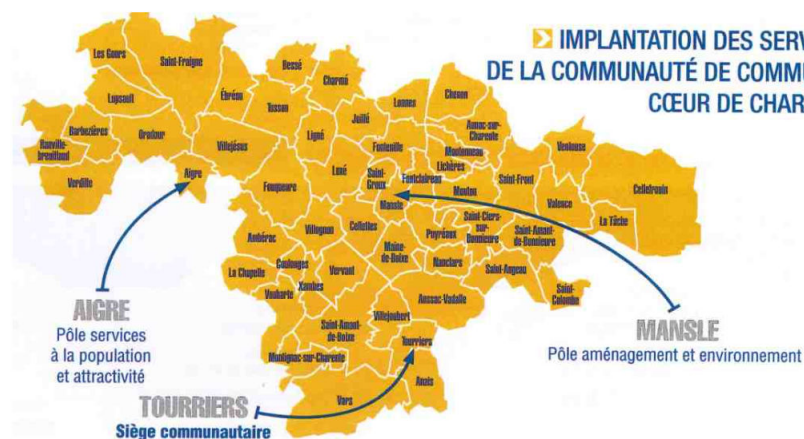 IMPLANTATION DES SERV
DE LA COMMUNAUTÉ DE COMMU
CŒUR DE CHAR
Les Gours
Saint-Fraigne
Bessé
Charmé
Ébréon
Lupsault
Tusson
Juillé
Lonnes
Chenon
Aunac-sur-
Charente
Ranville-
breuillaud
Barbezières
Oradour
Villejésus
Ligné
Fontenille
Moutonneau
Lichères
Ventouse
Verdille
Aigre
Fouqueure
Luxé
Saint-
Groux
Fontclaireau
Mouton
Saint-Front
Valence
Cellefrouin
Mansle
La Tâche
Ambérac
Villognon
Cellettes
Puyréaux
Saint-Ciers-
sur-
Bonnieure
Saint-Amant-
de-Bonnieure
Maine-
de-Boixe
Coulonges
Nanclars
La Chapelle
Vervant
Saint-Angeau
Xambes
Vouharte
Aussac-Vadalle
Saint-
Colombe
Villejoubert
Saint-Amant-
de-Boixe
Tourriers
Montignac-sur-Charente
Anais
Vars
AIGRE
Pôle services
à la population
et attractivité
MANSLE
Pôle aménagement et environnement
TOURRIERS
Siège communautaire